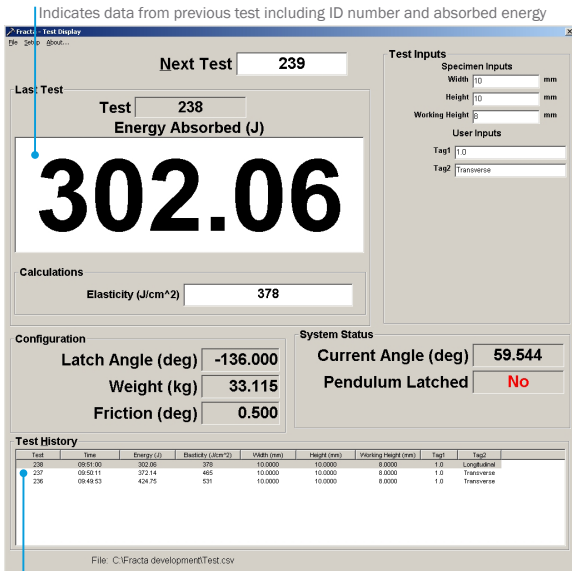 Indicates data from previous test including ID number and absorbed energy
Fracta - Test Display
File Setup About...
Next Test 239
Last Test
Test 238
Energy Absorbed (J)
302.06
Calculations
Elasticity (J/cm^2) 378
Test Inputs
Specimen Inputs
Width 10 mm
Height 10 mm
Working Height 8 mm
User Inputs
Tag1 1.0
Tag2 Transverse
Configuration
Latch Angle (deg) -136.000
Weight (kg) 33.115
Friction (deg) 0.500
System Status
Current Angle (deg) 59.544
Pendulum Latched No
Test History
Test Time Energy (J) Elasticity (J/cm^2) Width (mm) Height (mm) Working Height (mm) Tag1 Tag2
238 09:51:00 302.06 378 10.0000 10.0000 8.0000 1.0 Longitudinal
237 09:50:11 372.14 465 10.0000 10.0000 8.0000 1.0 Transverse
236 09:49:53 424.75 531 10.0000 10.0000 8.0000 1.0 Transverse
File: C:\Fracta development\Test.csv